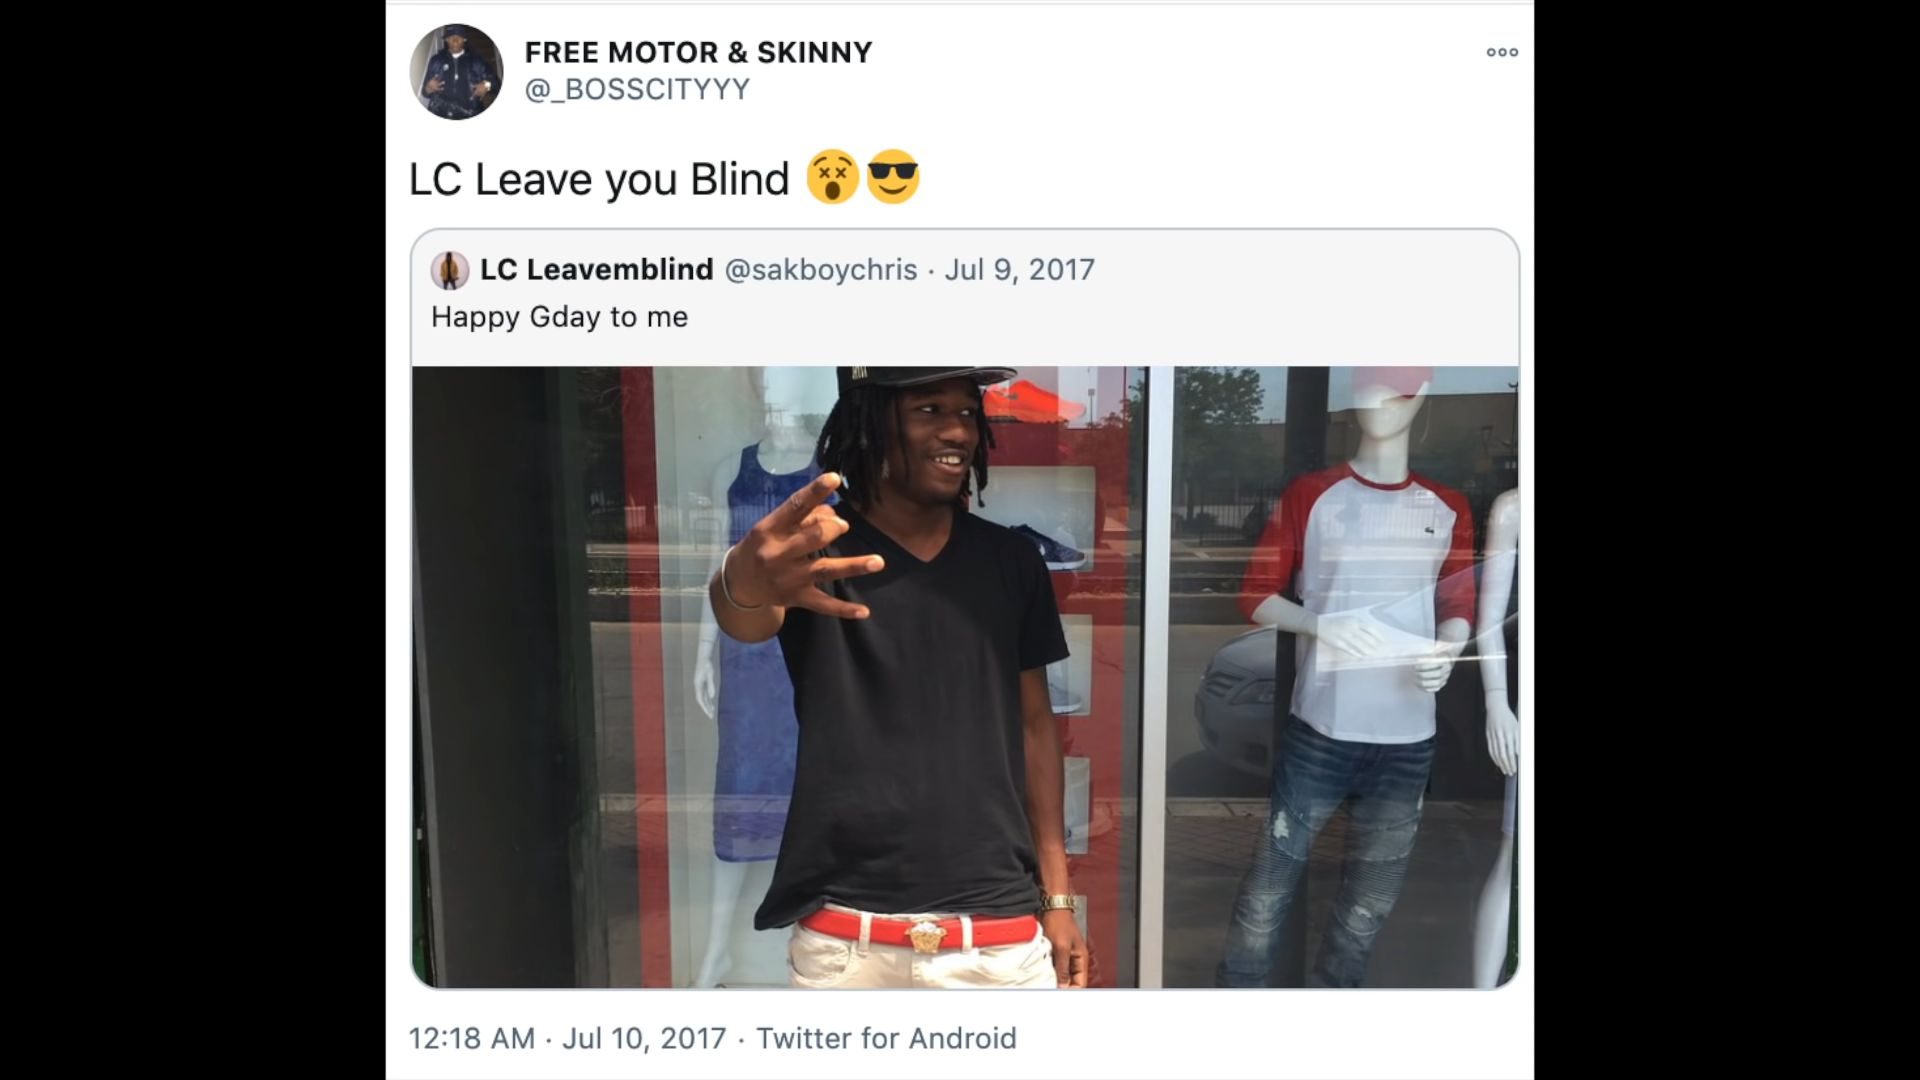 FREE MOTOR & SKINNY
@_BOSSCITYYY
LC Leave you Blind 😵😎
LC Leavemblind @sakboychris · Jul 9, 2017
Happy Gday to me
12:18 AM · Jul 10, 2017 · Twitter for Android